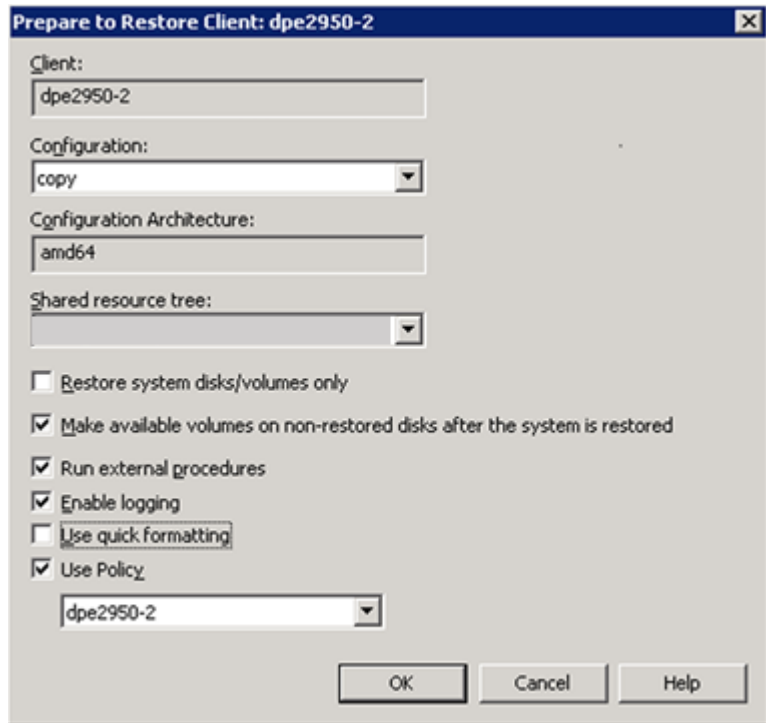 Prepare to Restore Client: dpe2950-2
Client:
dpe2950-2
Configuration:
copy
Configuration Architecture:
amd64
Shared resource tree:
Restore system disks/volumes only
Make available volumes on non-restored disks after the system is restored
Run external procedures
Enable logging
Use quick formatting
Use Policy
dpe2950-2
OK Cancel Help